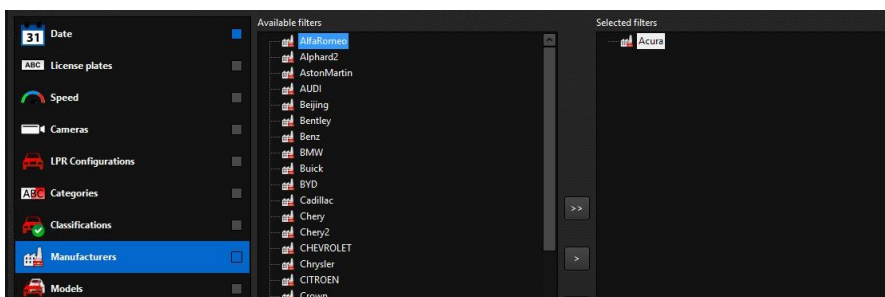 31
Date
ABC
License plates
Speed
Cameras
LPR Configurations
ABC
Categories
Classifications
Manufacturers
Models
Available filters
AlfaRomeo
Alphard2
AstonMartin
AUDI
Beijing
Bentley
Benz
BMW
Buick
BYD
Cadillac
Chery
Chery2
CHEVROLET
Chrysler
CITROEN
Crown
>>
>
Selected filters
Acura